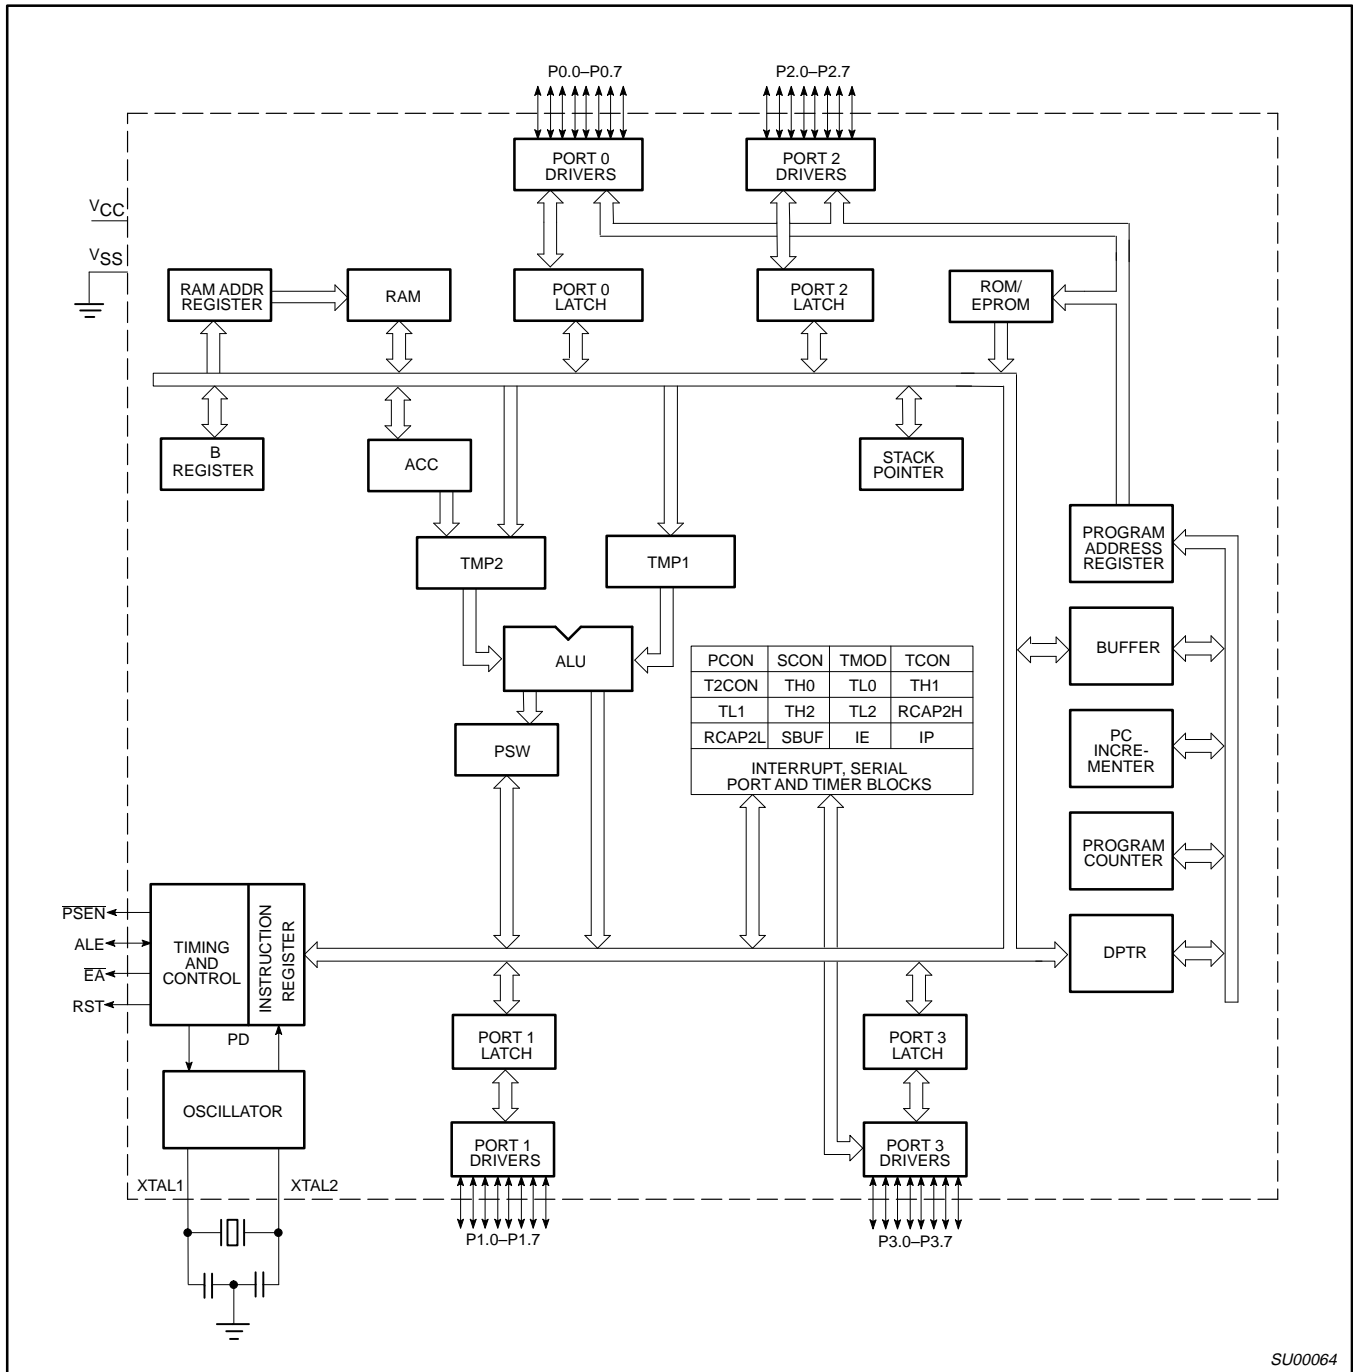 P0.0–P0.7
P2.0–P2.7
PORT 0
DRIVERS
PORT 2
DRIVERS
VCC
VSS
RAM ADDR
REGISTER
RAM
PORT 0
LATCH
PORT 2
LATCH
ROM/
EPROM
B
REGISTER
ACC
STACK
POINTER
PROGRAM
ADDRESS
REGISTER
TMP2
TMP1
BUFFER
ALU
PCON SCON TMOD TCON
T2CON TH0 TL0 TH1
TL1 TH2 TL2 RCAP2H
RCAP2L SBUF IE IP
INTERRUPT, SERIAL
PORT AND TIMER BLOCKS
PSW
PC
INCRE-
MENTER
PROGRAM
COUNTER
PSEN
ALE
EA
RST
TIMING
AND
CONTROL
INSTRUCTION
REGISTER
DPTR
PD
PORT 1
LATCH
PORT 3
LATCH
OSCILLATOR
PORT 1
DRIVERS
PORT 3
DRIVERS
XTAL1
XTAL2
P1.0–P1.7
P3.0–P3.7
SU00064